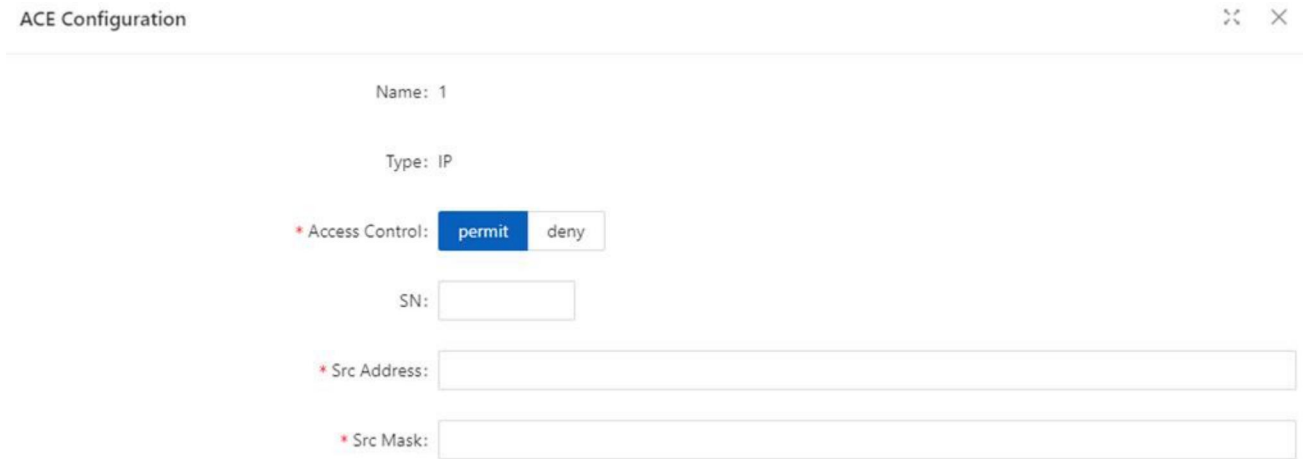 ACE Configuration
Name: 1
Type: IP
* Access Control: permit deny
SN:
* Src Address:
* Src Mask: